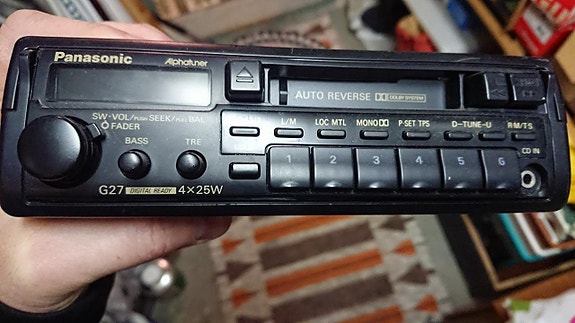 Panasonic
Alphatuner
AUTO REVERSE DOLBY SYSTEM
SW·VOL/PUSH SEEK/PULL BAL
FADER
BASS TRE
L/M LOC MTL MONO P·SET TPS D–TUNE–U RM/TS
1 2 3 4 5 6
CD IN
G27 DIGITAL READY 4×25W